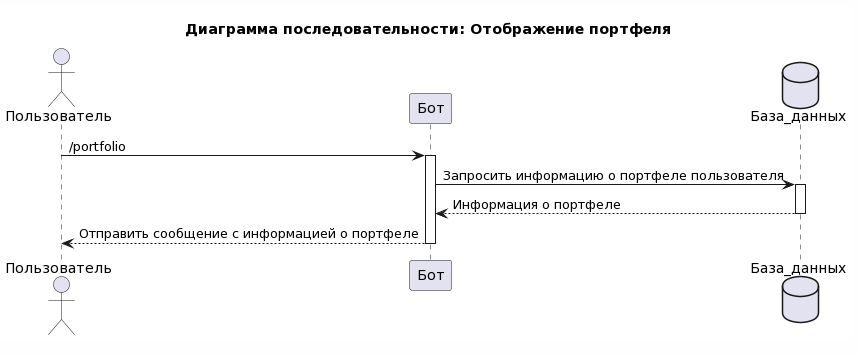 Диаграмма последовательности: Отображение портфеля
Пользователь
Бот
База_данных
/portfolio
Запросить информацию о портфеле пользователя
Информация о портфеле
Отправить сообщение с информацией о портфеле
Пользователь
Бот
База_данных